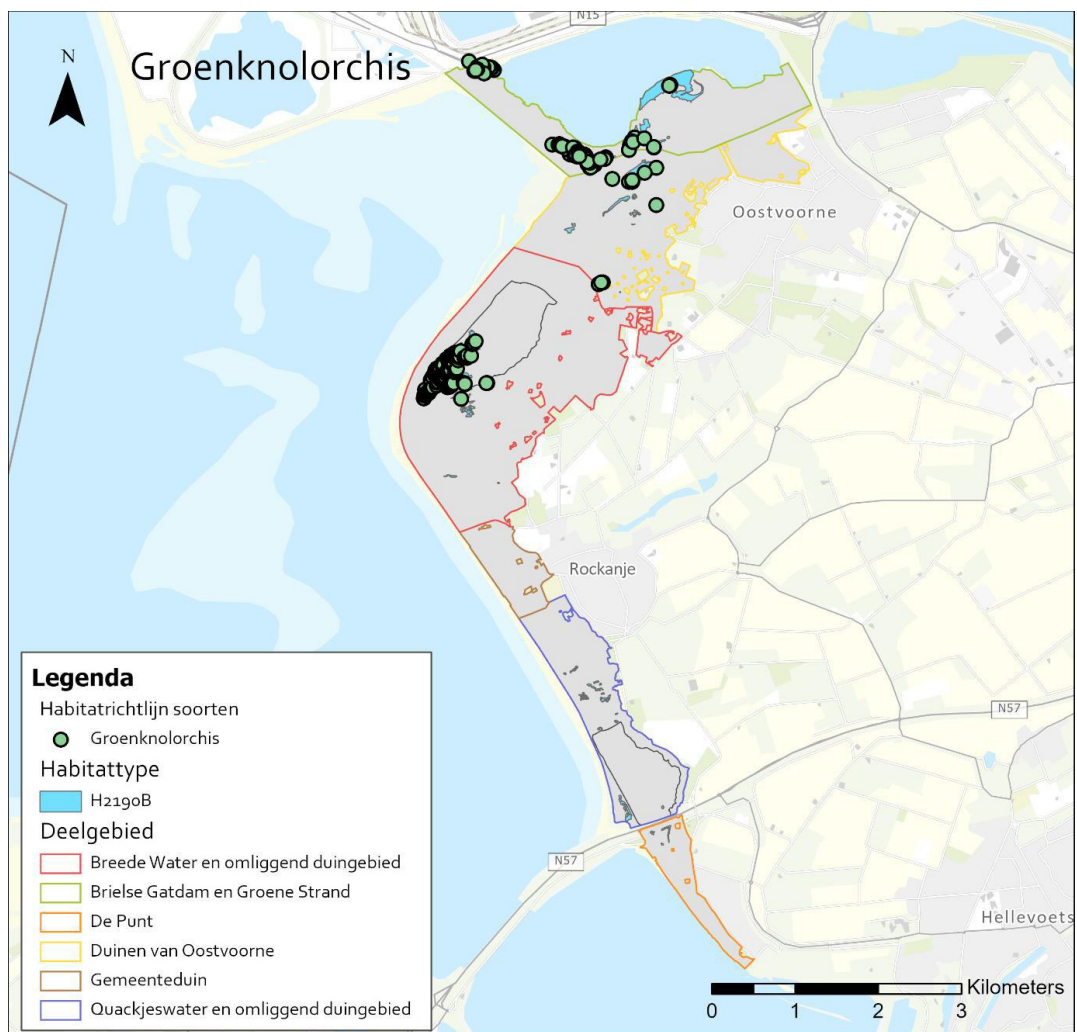 N15
N
Groenknolorchis
Oostvoorne
Rockanje
N57
N57
Hellevoets
Legenda
Habitatrichtlijn soorten
Groenknolorchis
Habitattype
H2190B
Deelgebied
Breede Water en omliggend duingebied
Brielse Gatdam en Groene Strand
De Punt
Duinen van Oostvoorne
Gemeenteduin
Quackjeswater en omliggend duingebied
Kilometers
0 1 2 3